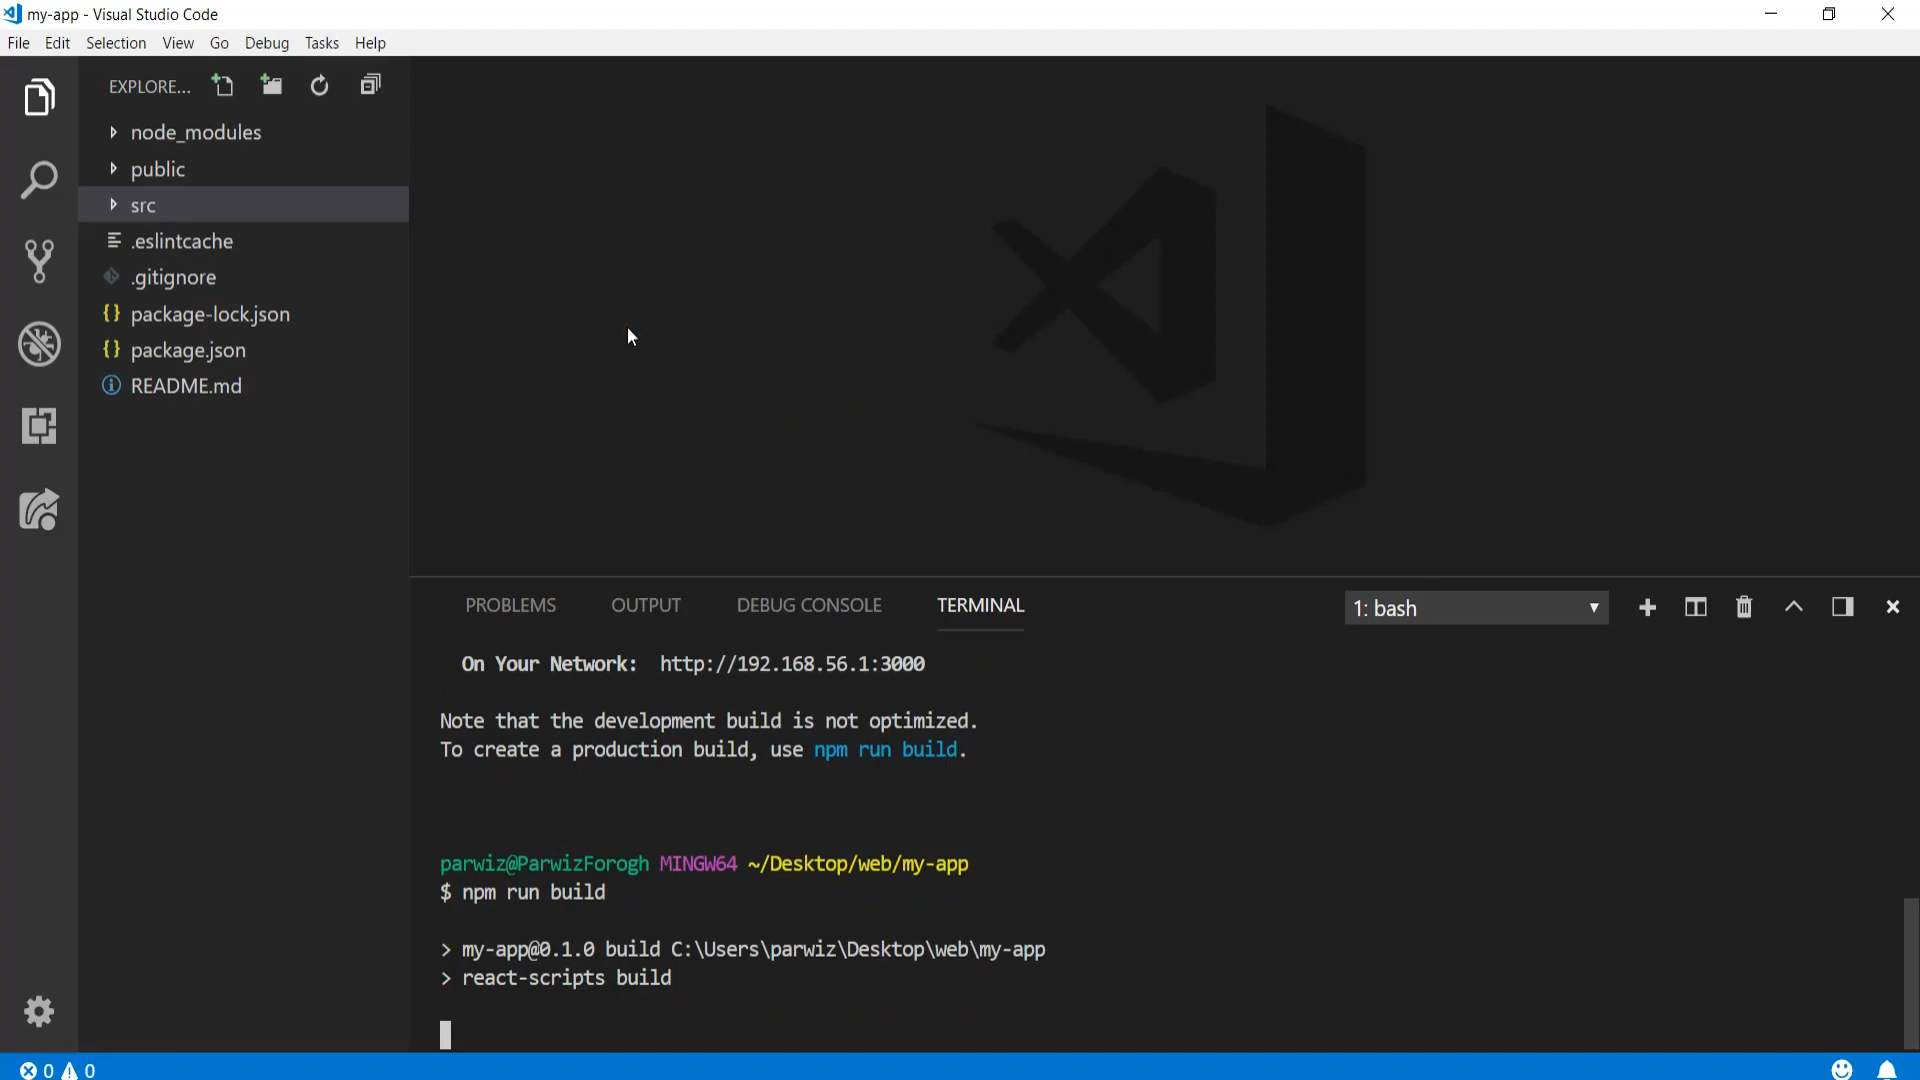 my-app - Visual Studio Code
File Edit Selection View Go Debug Tasks Help
EXPLORE...
node_modules
public
src
.eslintcache
.gitignore
{} package-lock.json
{} package.json
README.md
PROBLEMS OUTPUT DEBUG CONSOLE TERMINAL
1: bash
On Your Network: http://192.168.56.1:3000
Note that the development build is not optimized.
To create a production build, use npm run build.
parwiz@ParwizForogh MINGW64 ~/Desktop/web/my-app
$ npm run build
> my-app@0.1.0 build C:\Users\parwiz\Desktop\web\my-app
> react-scripts build
0 0